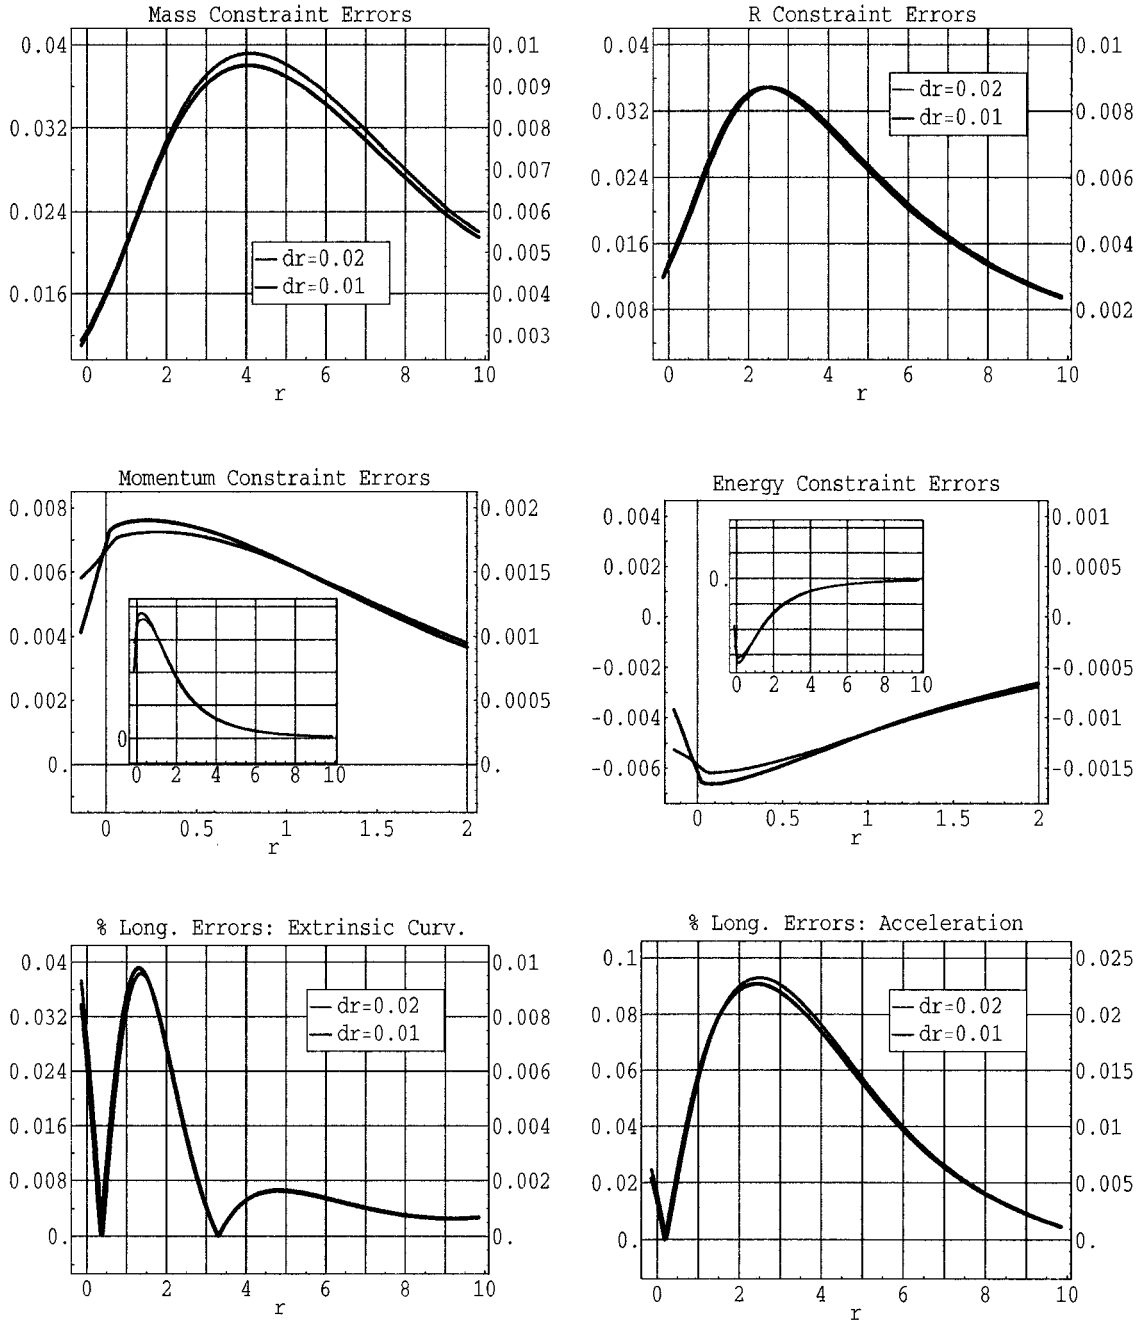 Mass Constraint Errors
0.04
0.032
0.024
0.016
0.01
0.009
0.008
0.007
0.006
0.005
0.004
0.003
dr=0.02
dr=0.01
0 2 4 6 8 10
r
R Constraint Errors
0.04
0.032
0.024
0.016
0.008
0.01
0.008
0.006
0.004
0.002
dr=0.02
dr=0.01
0 2 4 6 8 10
r
Momentum Constraint Errors
0.008
0.006
0.004
0.002
0.
0.002
0.0015
0.001
0.0005
0.
0
0 2 4 6 8 10
0 0.5 1 1.5 2
r
Energy Constraint Errors
0.004
0.002
0.
-0.002
-0.004
-0.006
0.001
0.0005
0.
-0.0005
-0.001
-0.0015
0.
0 2 4 6 8 10
0 0.5 1 1.5 2
r
% Long. Errors: Extrinsic Curv.
0.04
0.032
0.024
0.016
0.008
0.
0.01
0.008
0.006
0.004
0.002
0.
dr=0.02
dr=0.01
0 2 4 6 8 10
r
% Long. Errors: Acceleration
0.1
0.08
0.06
0.04
0.02
0.
0.025
0.02
0.015
0.01
0.005
0.
dr=0.02
dr=0.01
0 2 4 6 8 10
r